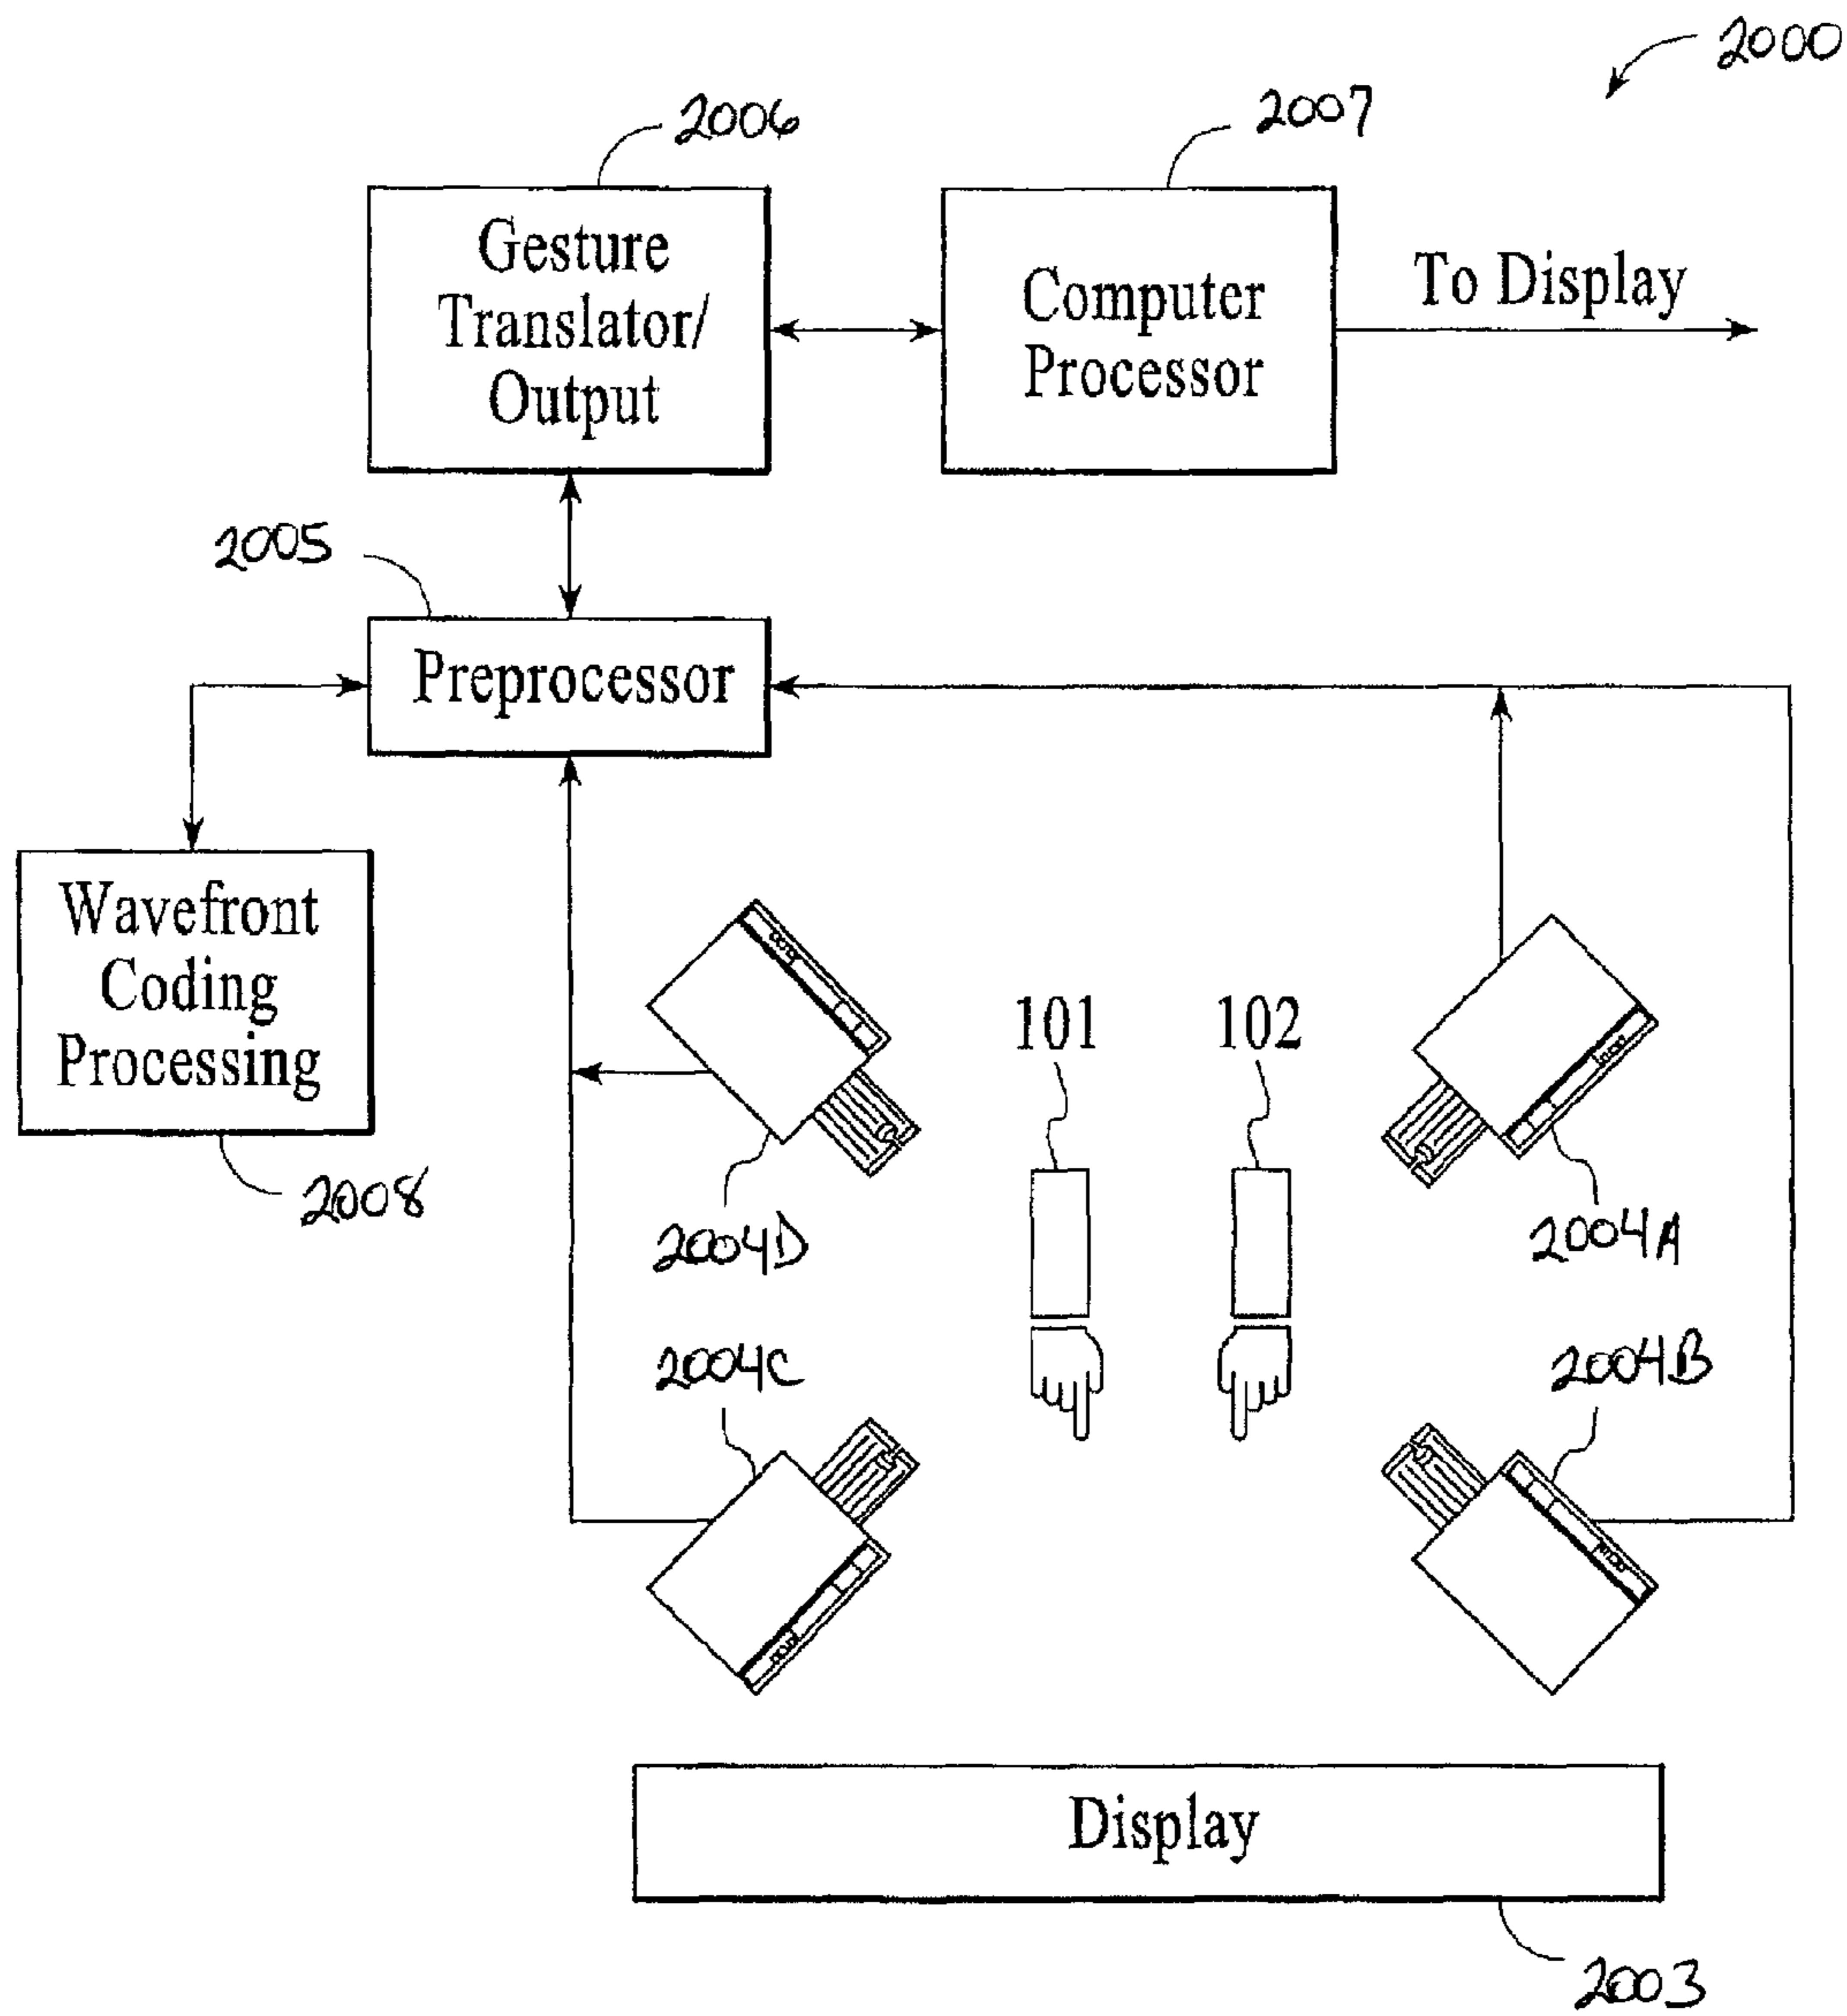 2000
2006
2007
Gesture
Translator/
Output
Computer
Processor
To Display
2005
Preprocessor
Wavefront
Coding
Processing
2008
101
102
2004D
2004A
2004C
2004B
Display
2003